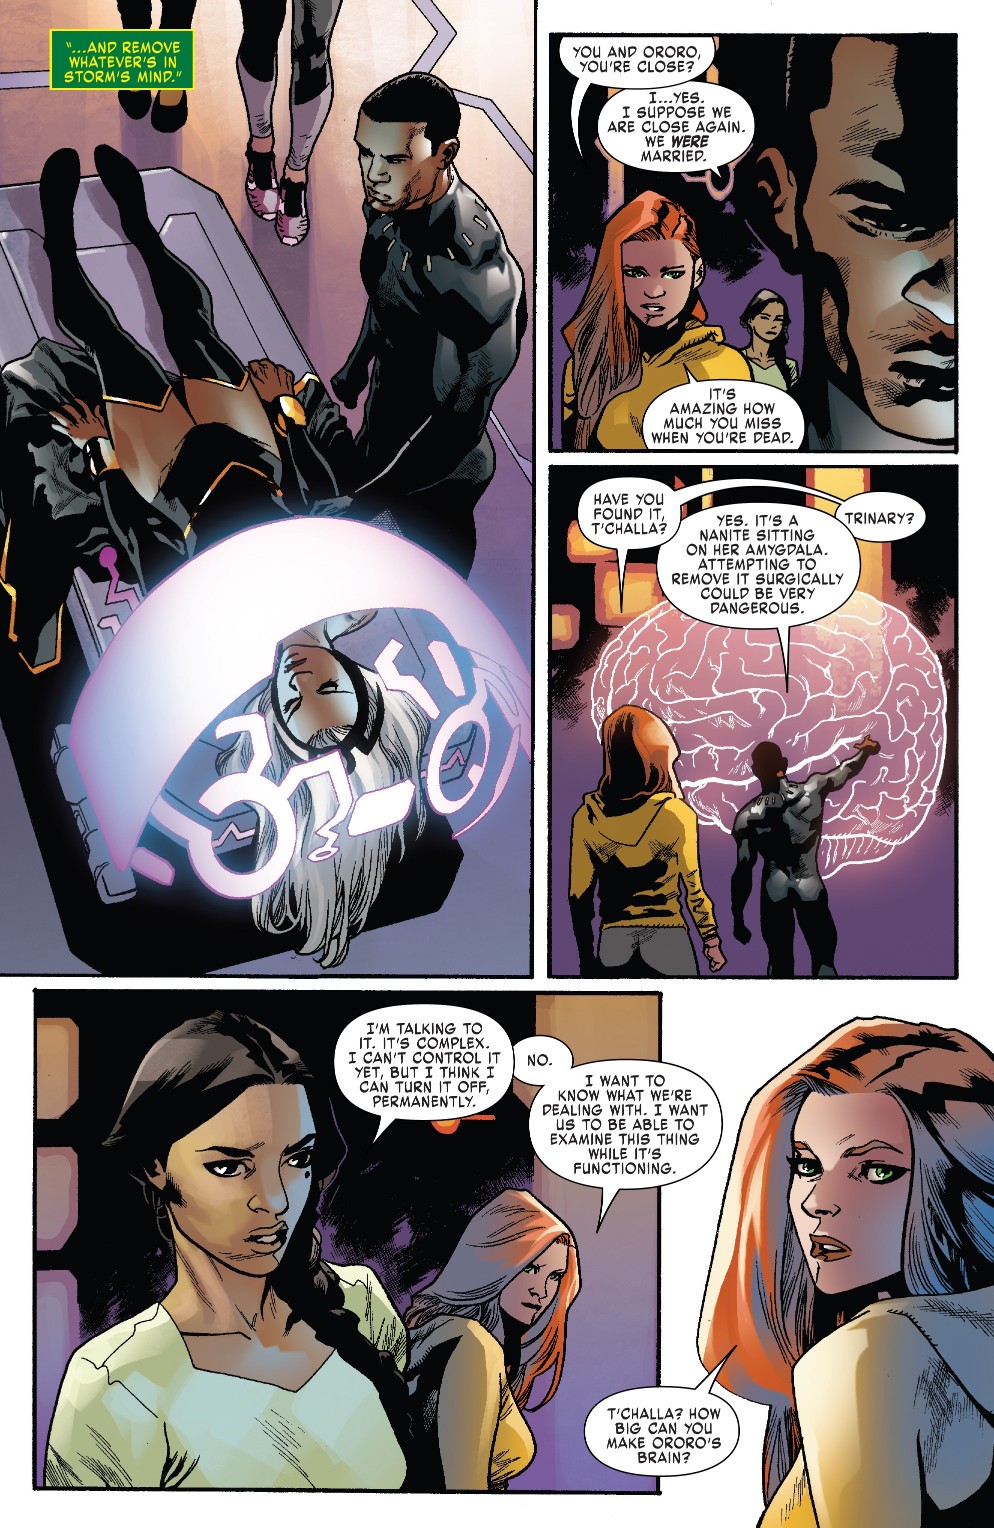 "...AND REMOVE
WHATEVER'S IN
STORM'S MIND."
YOU AND ORORO,
YOU'RE CLOSE?
I...YES.
I SUPPOSE WE
ARE CLOSE AGAIN.
WE WERE
MARRIED.
IT'S
AMAZING HOW
MUCH YOU MISS
WHEN YOU'RE DEAD.
HAVE YOU
FOUND IT,
T'CHALLA?
YES. IT'S A
NANITE SITTING
ON HER AMYGDALA.
ATTEMPTING TO
REMOVE IT SURGICALLY
COULD BE VERY
DANGEROUS.
TRINARY?
I'M TALKING TO
IT. IT'S COMPLEX.
I CAN'T CONTROL IT
YET, BUT I THINK I
CAN TURN IT OFF,
PERMANENTLY.
NO.
I WANT TO
KNOW WHAT WE'RE
DEALING WITH. I WANT
US TO BE ABLE TO
EXAMINE THIS THING
WHILE IT'S
FUNCTIONING.
T'CHALLA? HOW
BIG CAN YOU
MAKE ORORO'S
BRAIN?